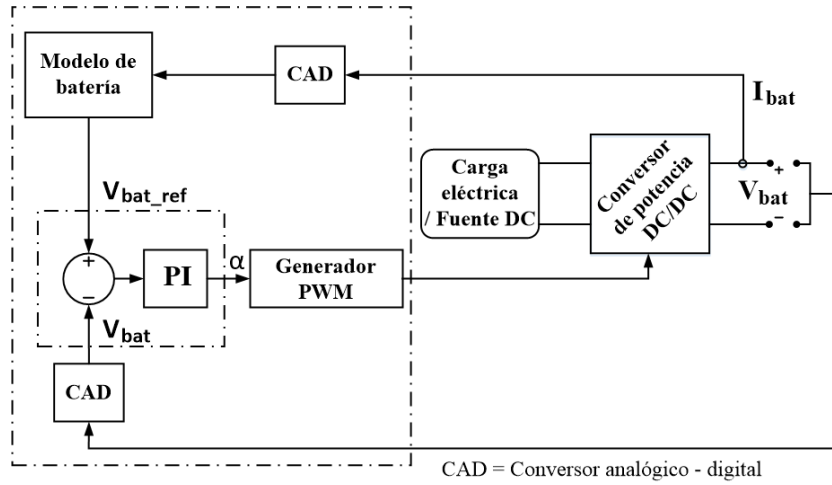 Modelo de
batería
CAD
I bat
Carga
eléctrica
/ Fuente DC
Conversor
de potencia
DC/DC
+
V bat
−
V bat_ref
+
−
PI
α
Generador
PWM
V bat
CAD
CAD = Conversor analógico - digital